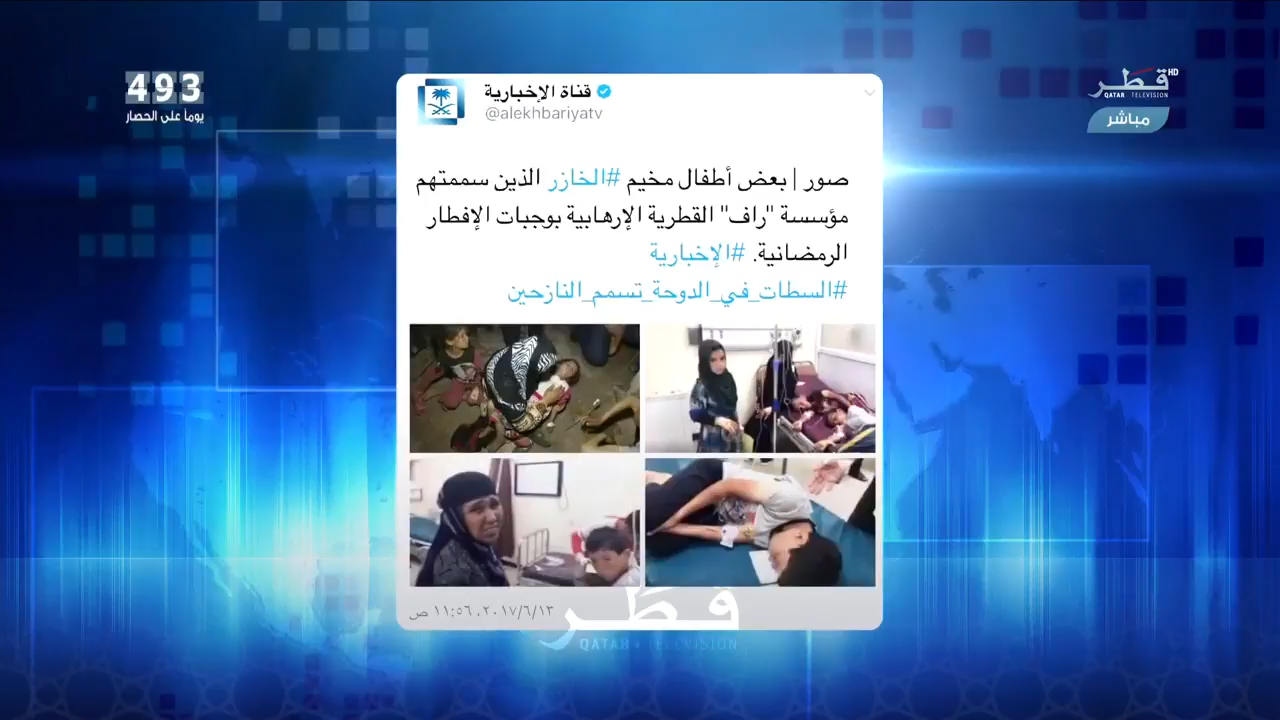 493
يوماً على الحصار
قطر HD
QATAR TELEVISION
مباشر
قناة الإخبارية
@alekhbariyatv
صور | بعض أطفال مخيم #الخازر الذين سممتهم
مؤسسة "راف" القطرية الإرهابية بوجبات الإفطار
الرمضانية. #الإخبارية
#السطات_في_الدوحة_تسمم_النازحين
٢٠١٧/٦/١٣، ١١:٥٦ ص
قطر
QATAR TELEVISION